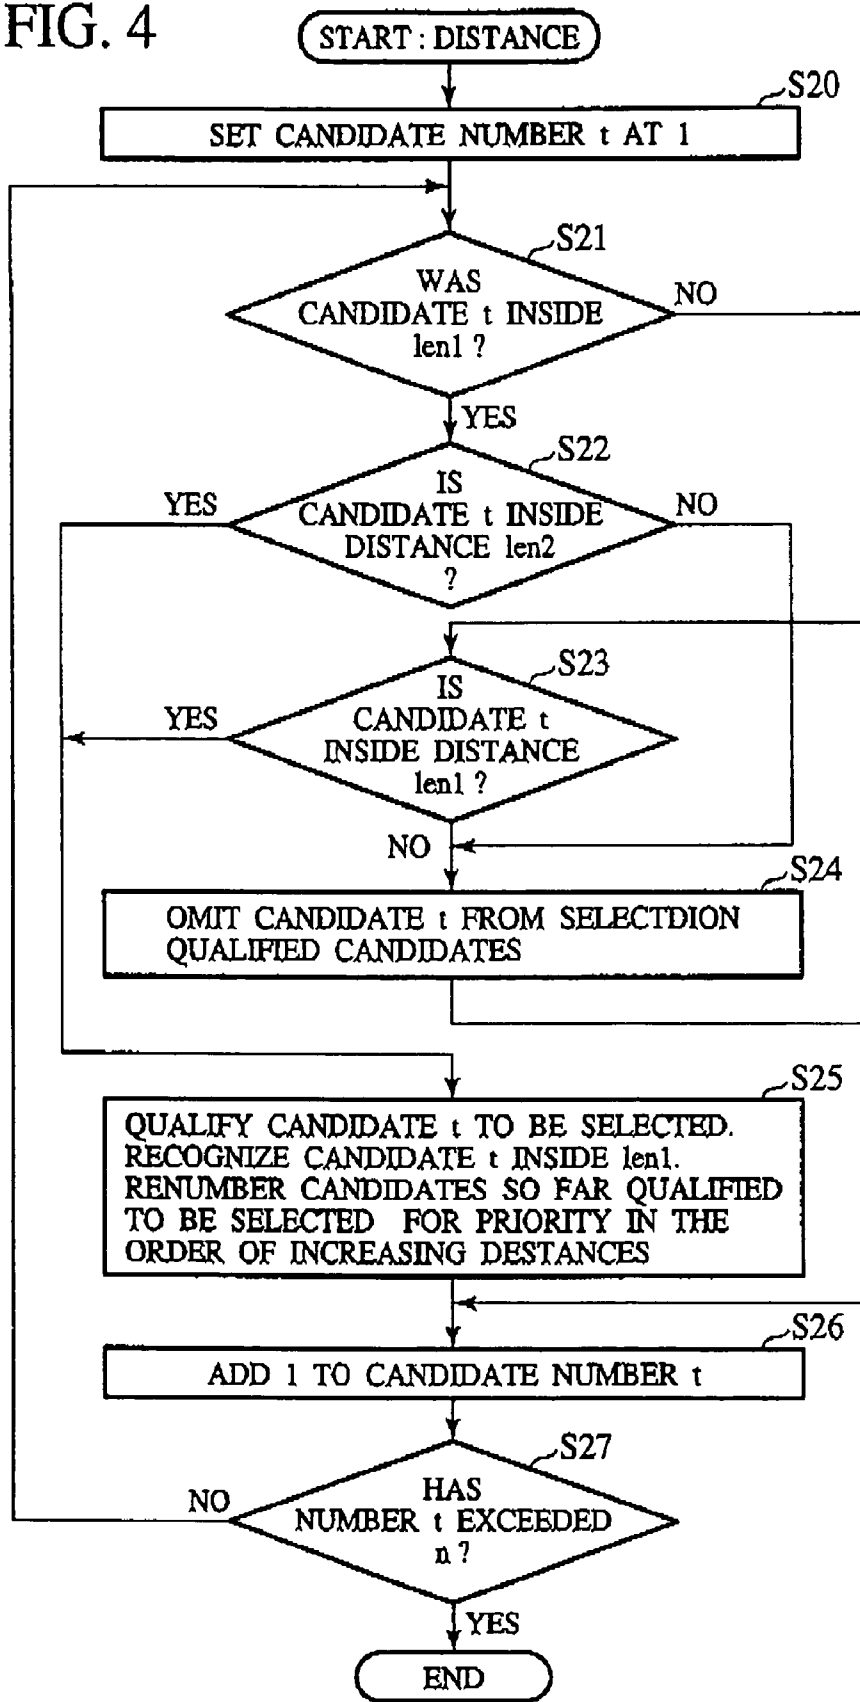 FIG. 4
START : DISTANCE
S20
SET CANDIDATE NUMBER t AT 1
S21
WAS
CANDIDATE t INSIDE
len1 ?
NO
YES
S22
IS
CANDIDATE t INSIDE
DISTANCE len2
?
YES
NO
S23
IS
CANDIDATE t
INSIDE DISTANCE
len1 ?
YES
NO
S24
OMIT CANDIDATE t FROM SELECTDION
QUALIFIED CANDIDATES
S25
QUALIFY CANDIDATE t TO BE SELECTED.
RECOGNIZE CANDIDATE t INSIDE len1.
RENUMBER CANDIDATES SO FAR QUALIFIED
TO BE SELECTED FOR PRIORITY IN THE
ORDER OF INCREASING DESTANCES
S26
ADD 1 TO CANDIDATE NUMBER t
S27
HAS
NUMBER t EXCEEDED
n ?
NO
YES
END